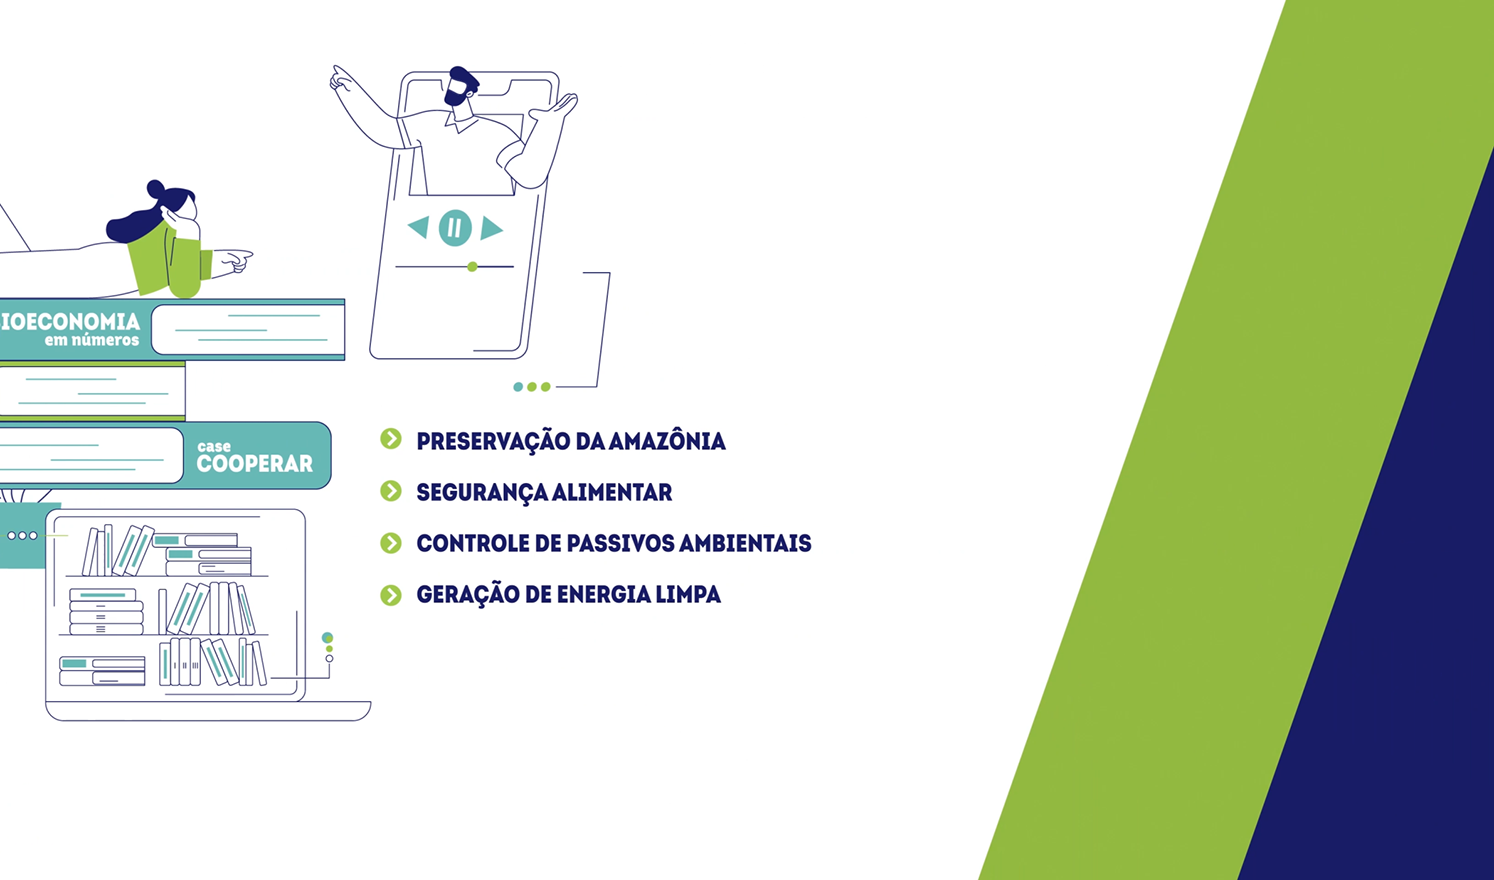 IOECONOMIA
em números
case
COOPERAR
PRESERVAÇÃO DA AMAZÔNIA
SEGURANÇA ALIMENTAR
CONTROLE DE PASSIVOS AMBIENTAIS
GERAÇÃO DE ENERGIA LIMPA